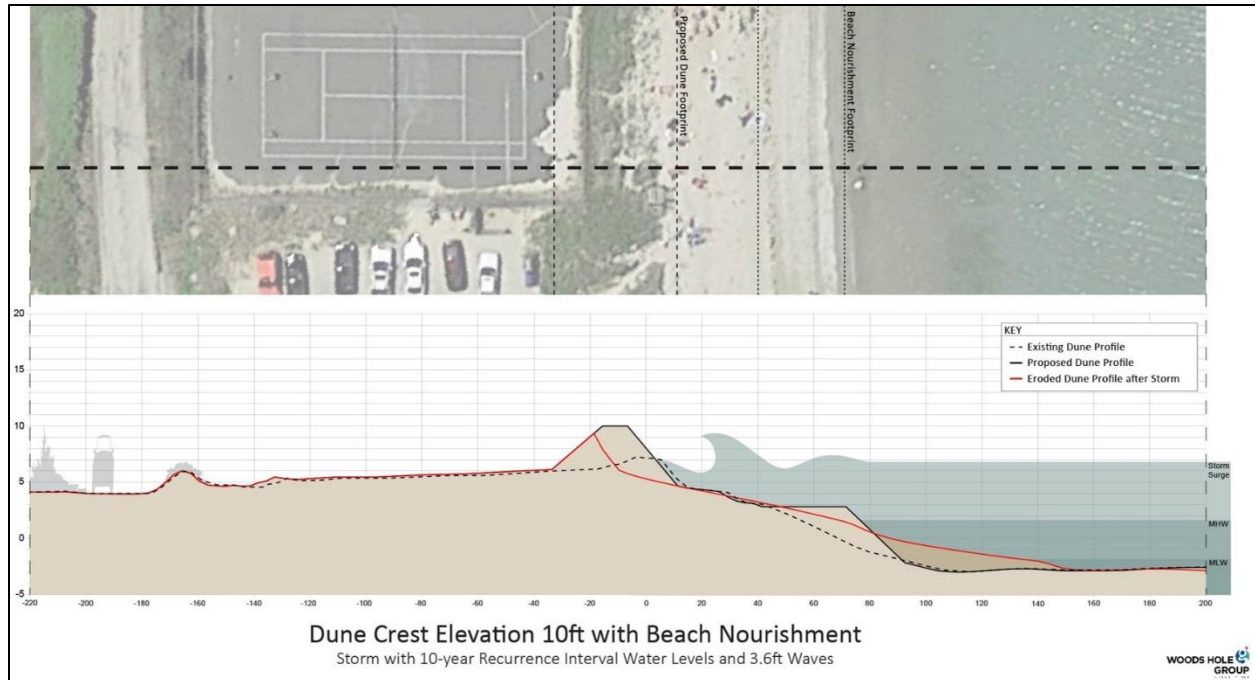 Proposed Dune Footprint
Beach Nourishment Footprint
20
15
10
5
0
-5
KEY
Existing Dune Profile
Proposed Dune Profile
Eroded Dune Profile after Storm
Storm
Surge
MHW
MLW
-220 -200 -180 -160 -140 -120 -100 -80 -60 -40 -20 0 20 40 60 80 100 120 140 160 180 200
Dune Crest Elevation 10ft with Beach Nourishment
Storm with 10-year Recurrence Interval Water Levels and 3.6ft Waves
WOODS HOLE
GROUP